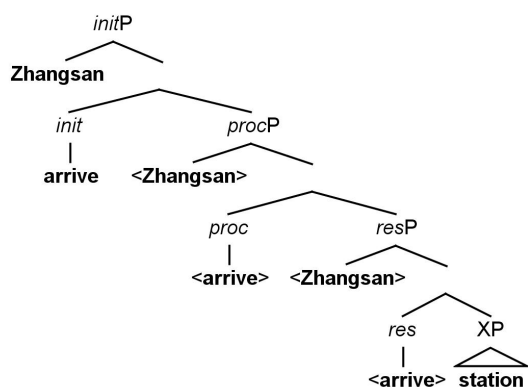 initP
Zhangsan
init procP
arrive <Zhangsan>
proc resP
<arrive> <Zhangsan>
res XP
<arrive> station